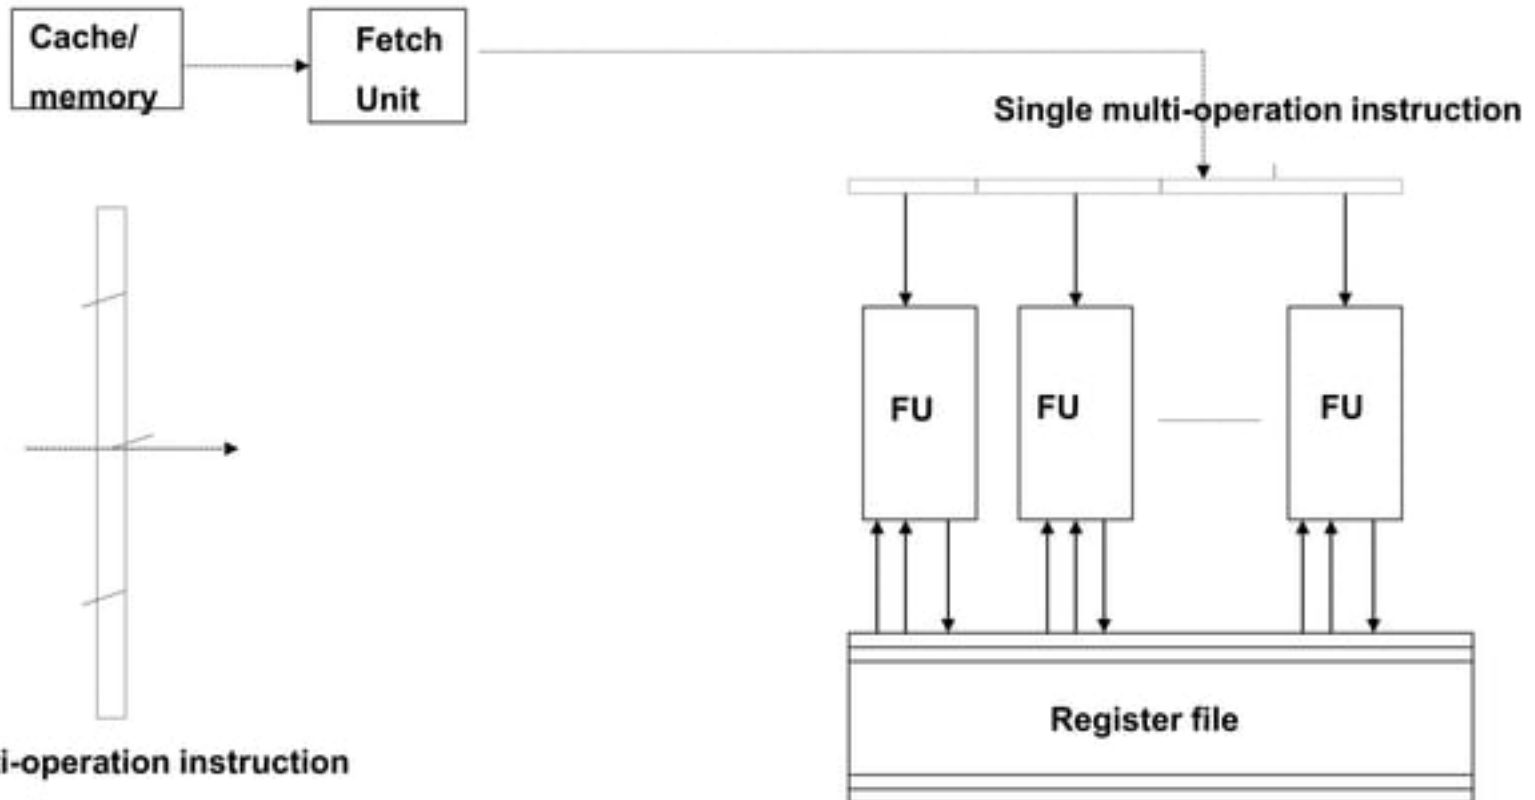 Cache/
memory
Fetch
Unit
Single multi-operation instruction
FU
FU
FU
Register file
i-operation instruction